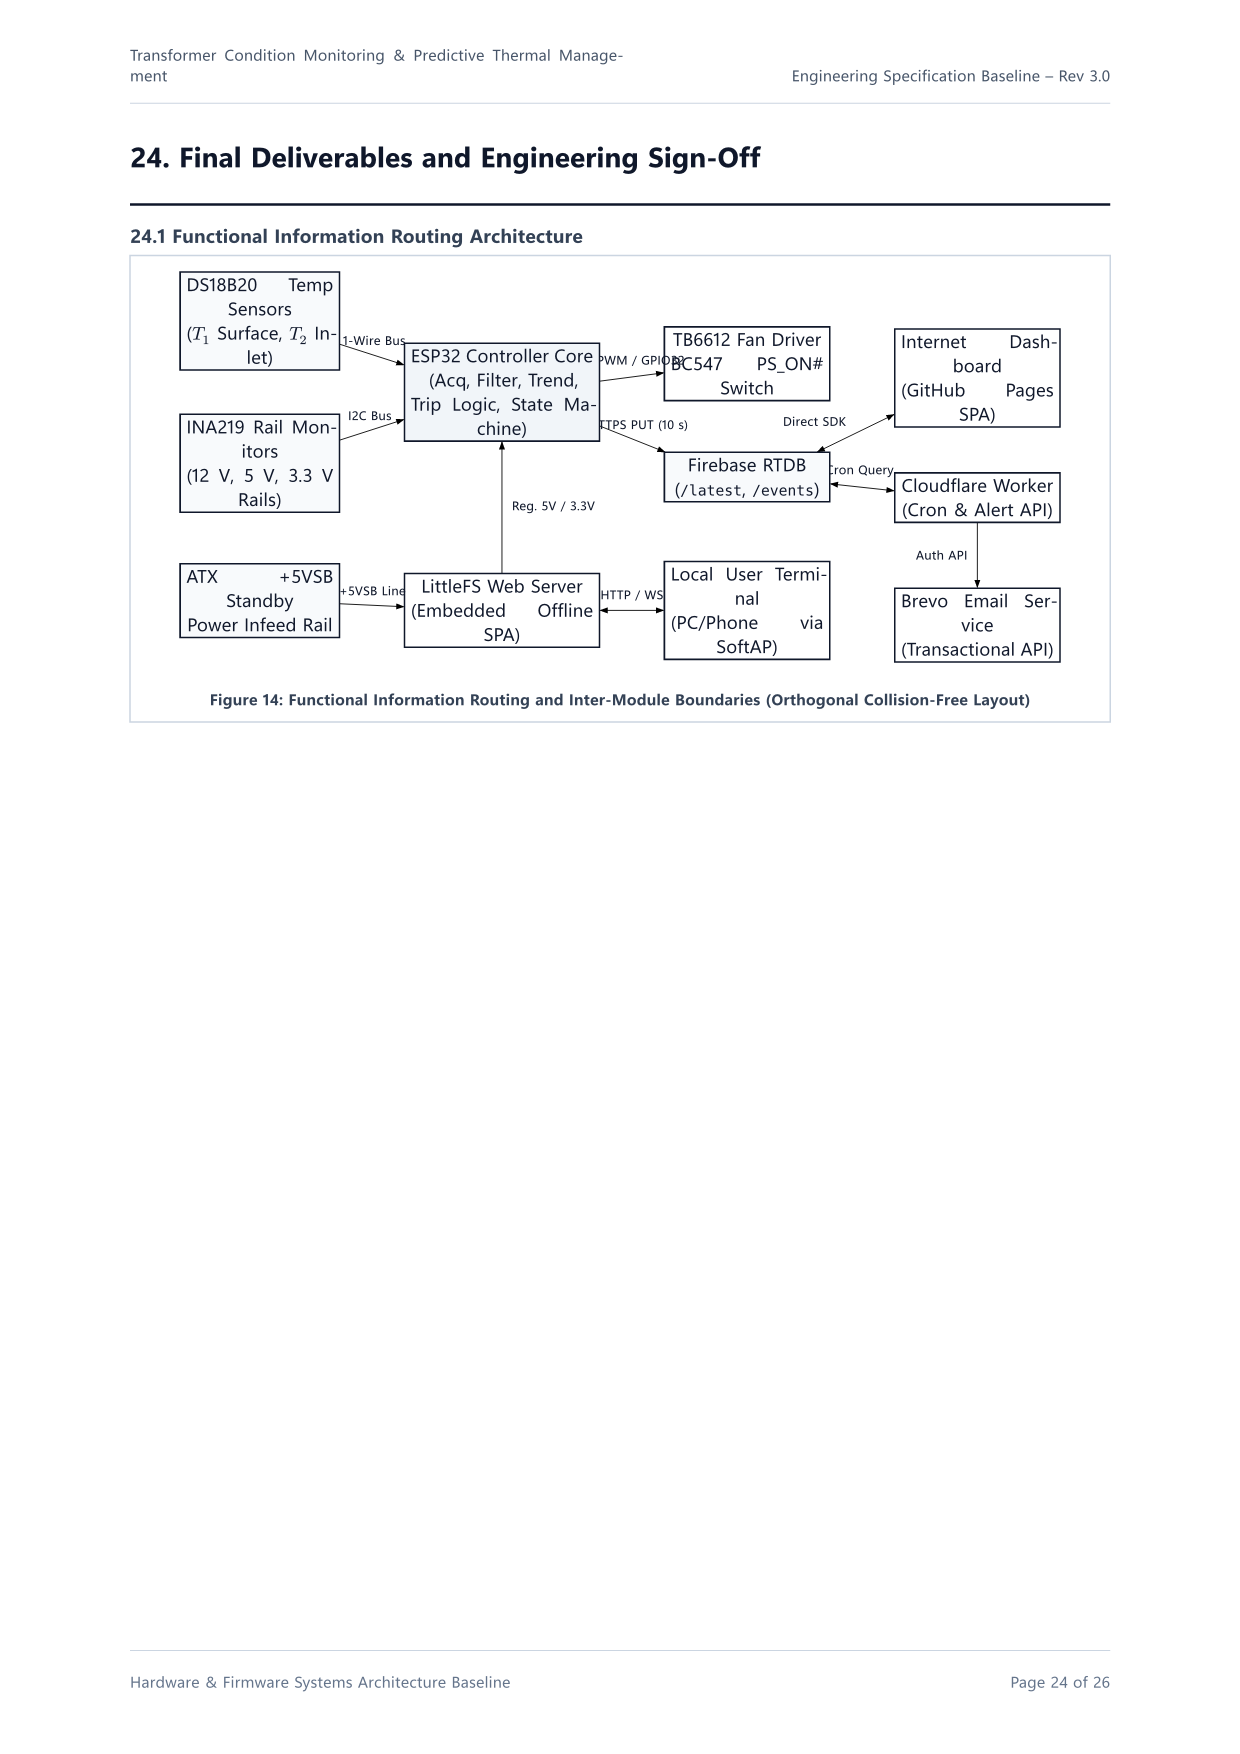 Transformer Condition Monitoring & Predictive Thermal Manage-
ment
Engineering Specification Baseline – Rev 3.0
24. Final Deliverables and Engineering Sign-Off
24.1 Functional Information Routing Architecture
DS18B20 Temp
Sensors
(T₁ Surface, T₂ In-
let)
1-Wire Bus
INA219 Rail Mon-
itors
(12 V, 5 V, 3.3 V
Rails)
I2C Bus
ATX +5VSB
Standby
Power Infeed Rail
+5VSB Line
ESP32 Controller Core
(Acq, Filter, Trend,
Trip Logic, State Ma-
chine)
Reg. 5V / 3.3V
LittleFS Web Server
(Embedded Offline
SPA)
PWM / GPIO32
TTPS PUT (10 s)
HTTP / WS
TB6612 Fan Driver
BC547 PS_ON#
Switch
Firebase RTDB
(/latest, /events)
Local User Termi-
nal
(PC/Phone via
SoftAP)
Direct SDK
Cron Query
Internet Dash-
board
(GitHub Pages
SPA)
Cloudflare Worker
(Cron & Alert API)
Auth API
Brevo Email Ser-
vice
(Transactional API)
Figure 14: Functional Information Routing and Inter-Module Boundaries (Orthogonal Collision-Free Layout)
Hardware & Firmware Systems Architecture Baseline
Page 24 of 26